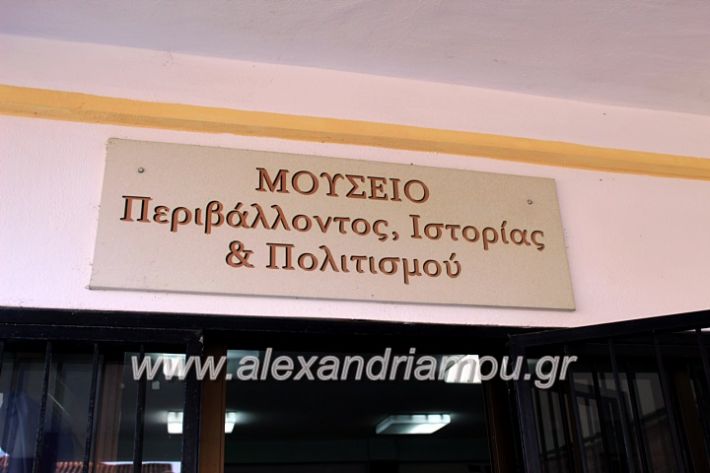 ΜΟΥΣΕΙΟ
Περιβάλλοντος, Ιστορίας
& Πολιτισμού
www.alexandriamou.gr